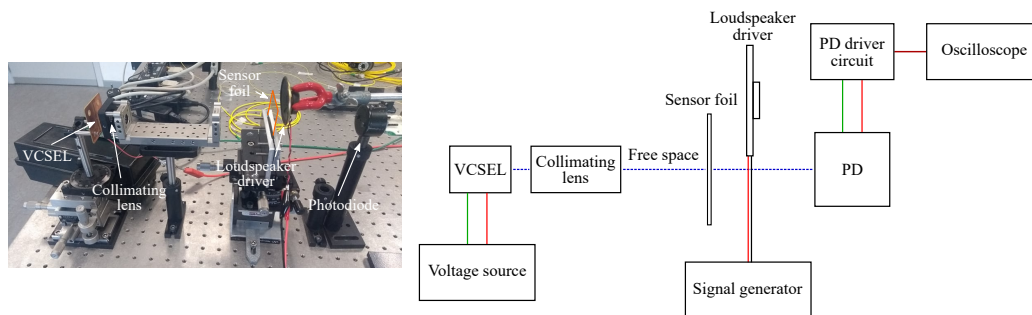 Sensor
foil
VCSEL
Collimating
lens
Loudspeaker
driver
Photodiode
Loudspeaker
driver
PD driver
circuit
Oscilloscope
Sensor foil
VCSEL
Collimating
lens
Free space
PD
Voltage source
Signal generator